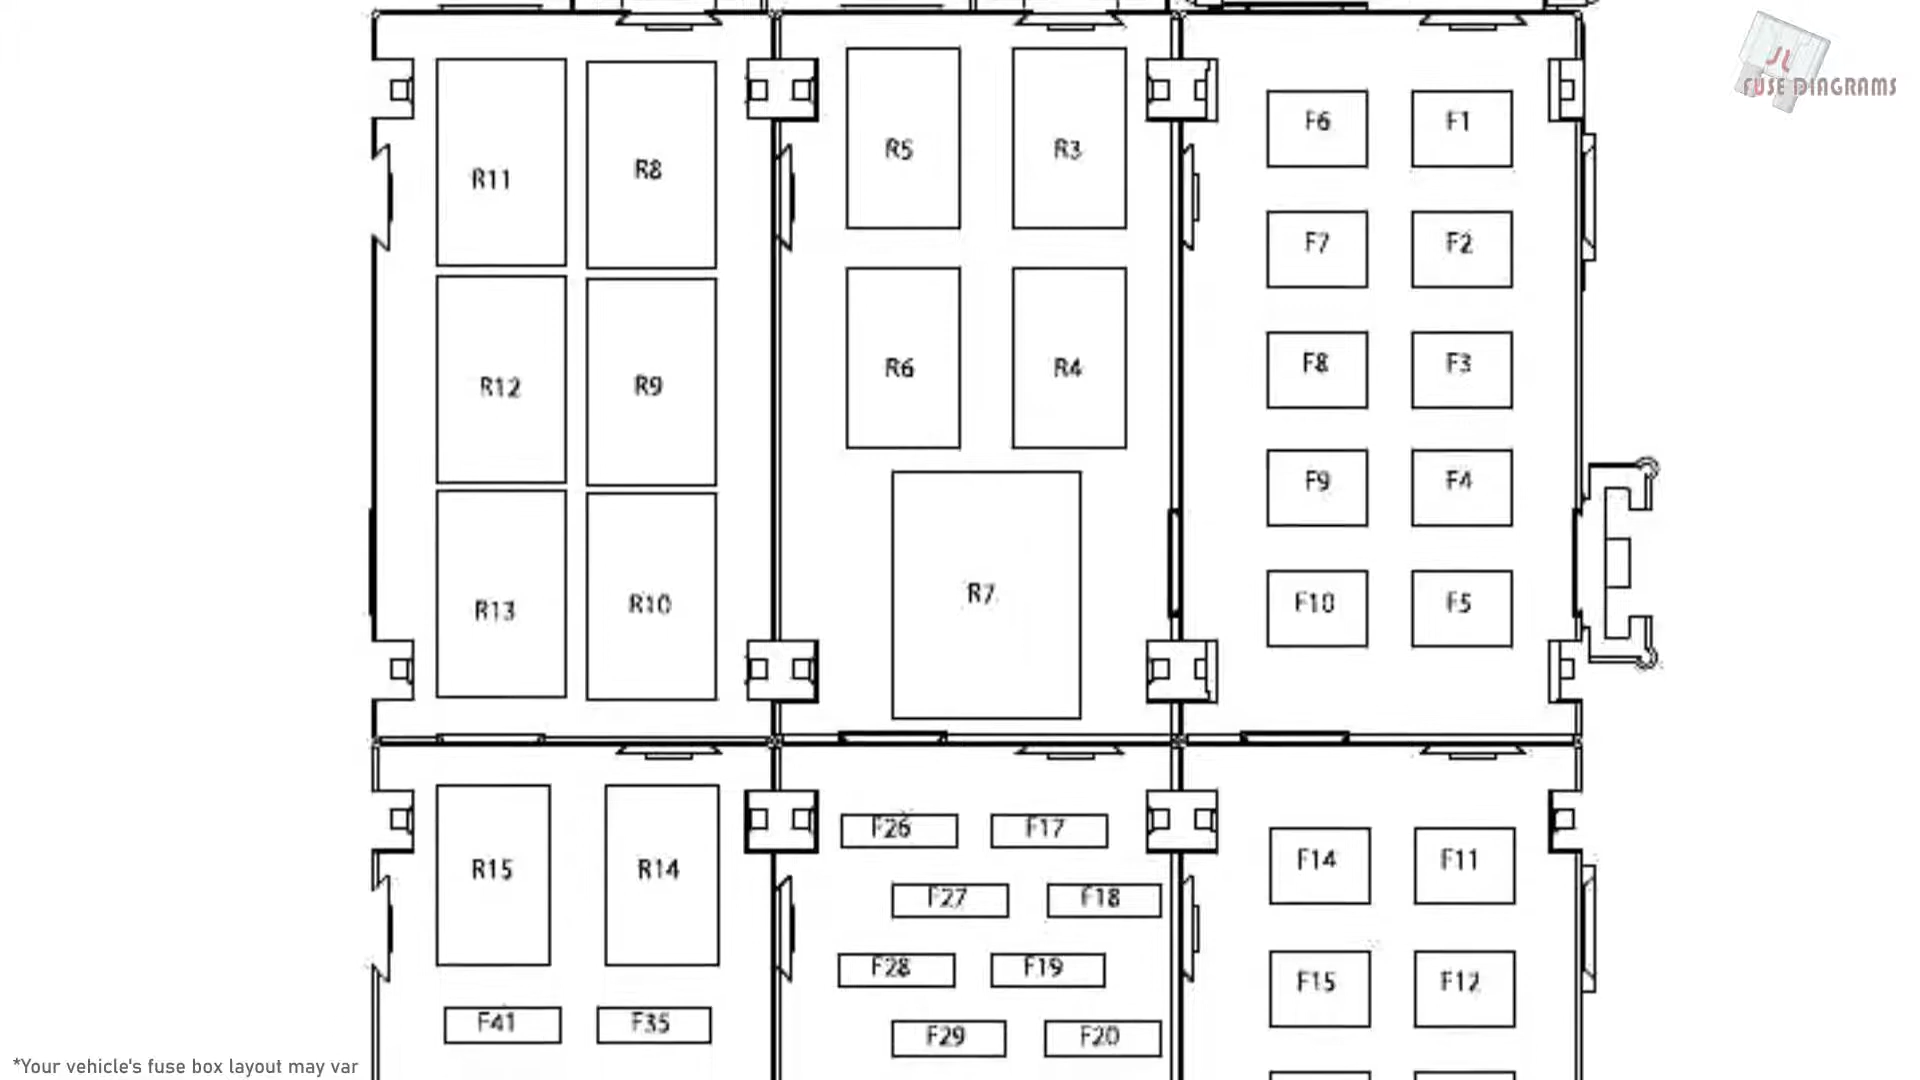 R11
R8
R12
R9
R13
R10
R5
R3
R6
R4
R7
F6
F1
F7
F2
F8
F3
F9
F4
F10
F5
R15
R14
F41
F35
F26
F17
F27
F18
F28
F19
F29
F20
F14
F11
F15
F12
JL
FUSE DIAGRAMS
*Your vehicle's fuse box layout may var